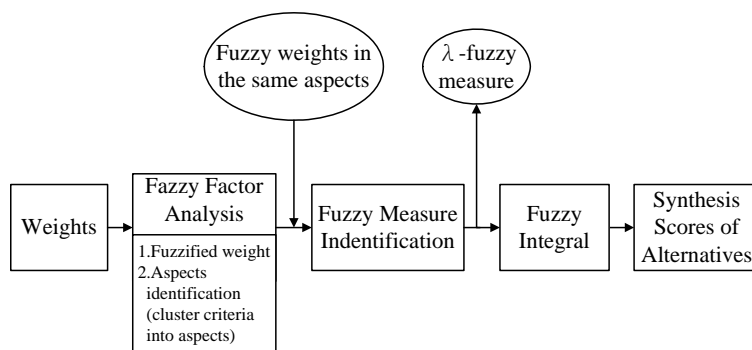 Fuzzy weights in
the same aspects
λ-fuzzy
measure
Weights
Fazzy Factor
Analysis
1.Fuzzified weight
2.Aspects
identification
(cluster criteria
into aspects)
Fuzzy Measure
Indentification
Fuzzy
Integral
Synthesis
Scores of
Alternatives